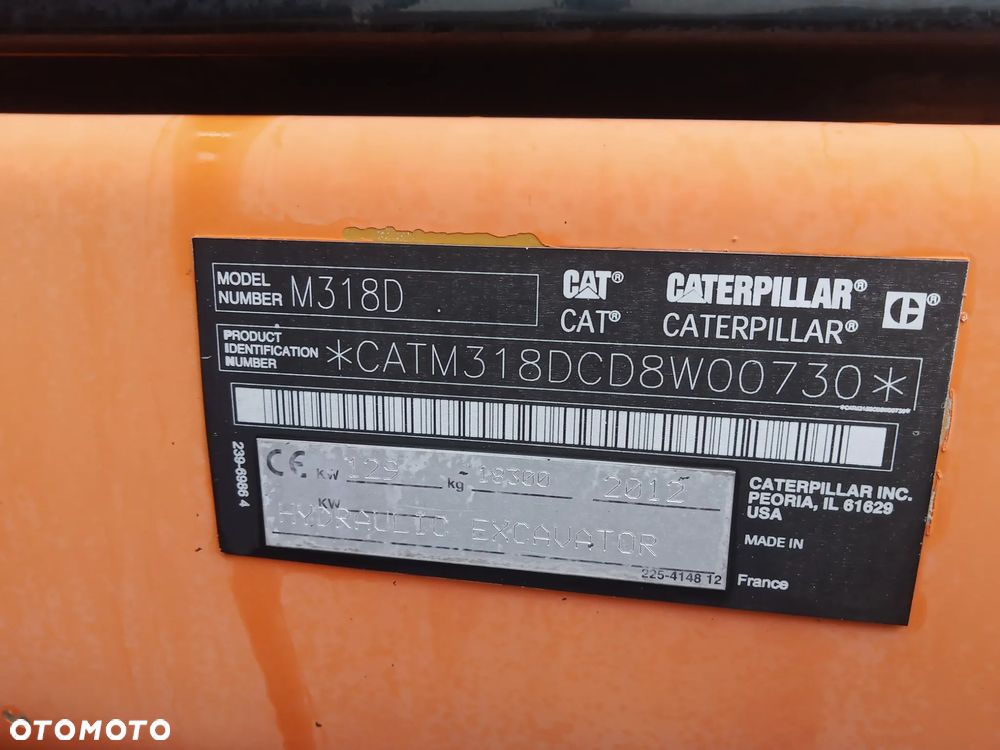 MODEL
NUMBER M318D
CAT® CATERPILLAR® C®
CAT® CATERPILLAR®
PRODUCT
IDENTIFICATION
NUMBER *CATM318DCD8W00730*
*CATM318DCD8W00730*
239-6986 4
CE KW 129 kg 18300 2012
KW
HYDRAULIC EXCAVATOR
225-4148 12
CATERPILLAR INC.
PEORIA, IL 61629
USA
MADE IN
France
OTOMOTO